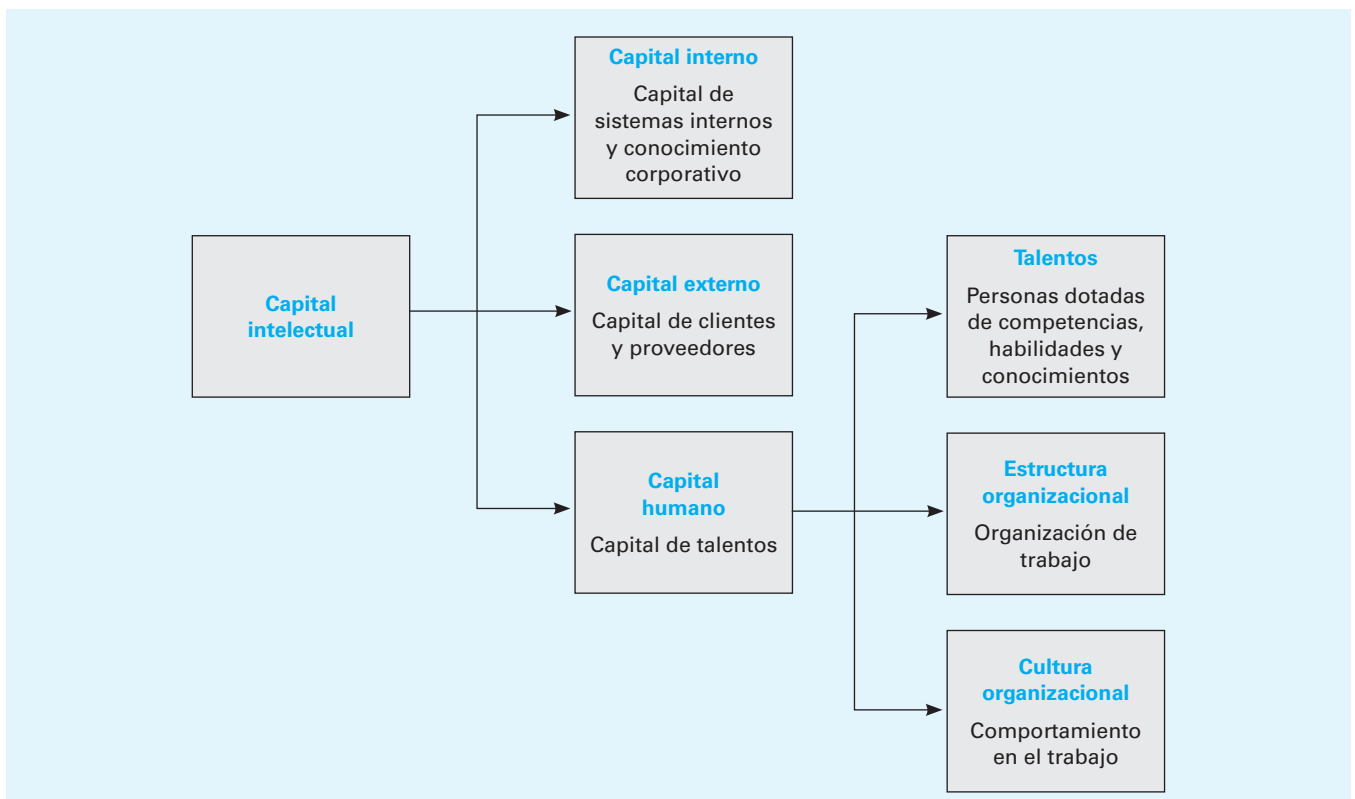 Capital interno
Capital de
sistemas internos
y conocimiento
corporativo
Capital
intelectual
Capital externo
Capital de clientes
y proveedores
Capital
humano
Capital de talentos
Talentos
Personas dotadas
de competencias,
habilidades y
conocimientos
Estructura
organizacional
Organización de
trabajo
Cultura
organizacional
Comportamiento
en el trabajo